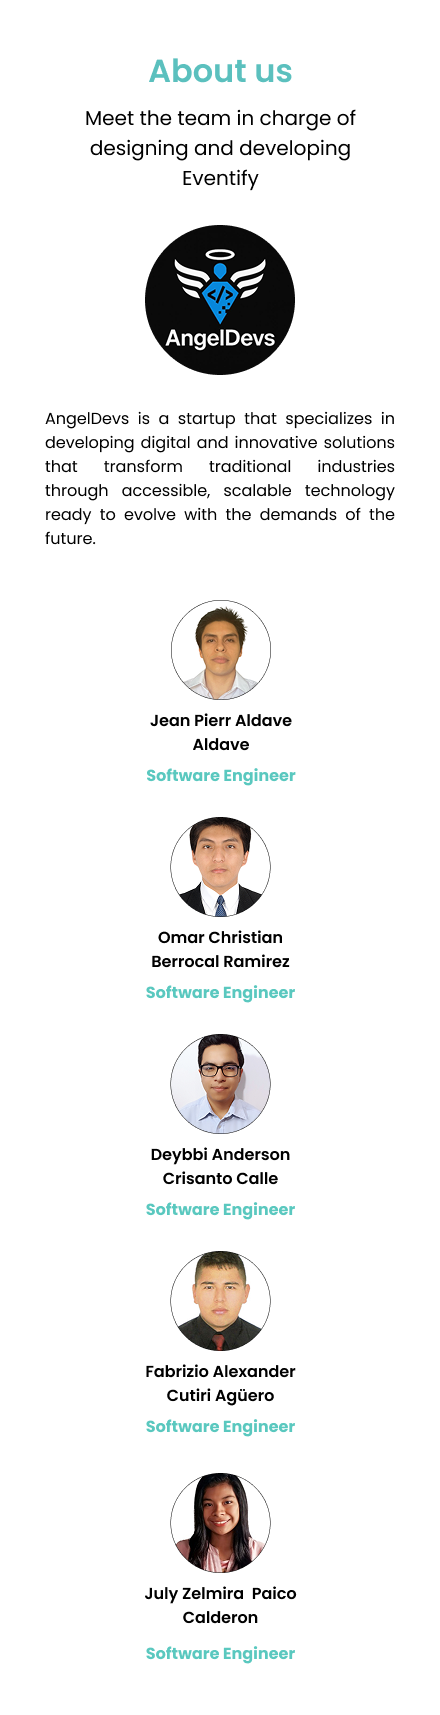 About us
Meet the team in charge of
designing and developing
Eventify
</>
AngelDevs
AngelDevs is a startup that specializes in
developing digital and innovative solutions
that transform traditional industries
through accessible, scalable technology
ready to evolve with the demands of the
future.
Jean Pierr Aldave
Aldave
Software Engineer
Omar Christian
Berrocal Ramirez
Software Engineer
Deybbi Anderson
Crisanto Calle
Software Engineer
Fabrizio Alexander
Cutiri Agüero
Software Engineer
July Zelmira  Paico
Calderon
Software Engineer